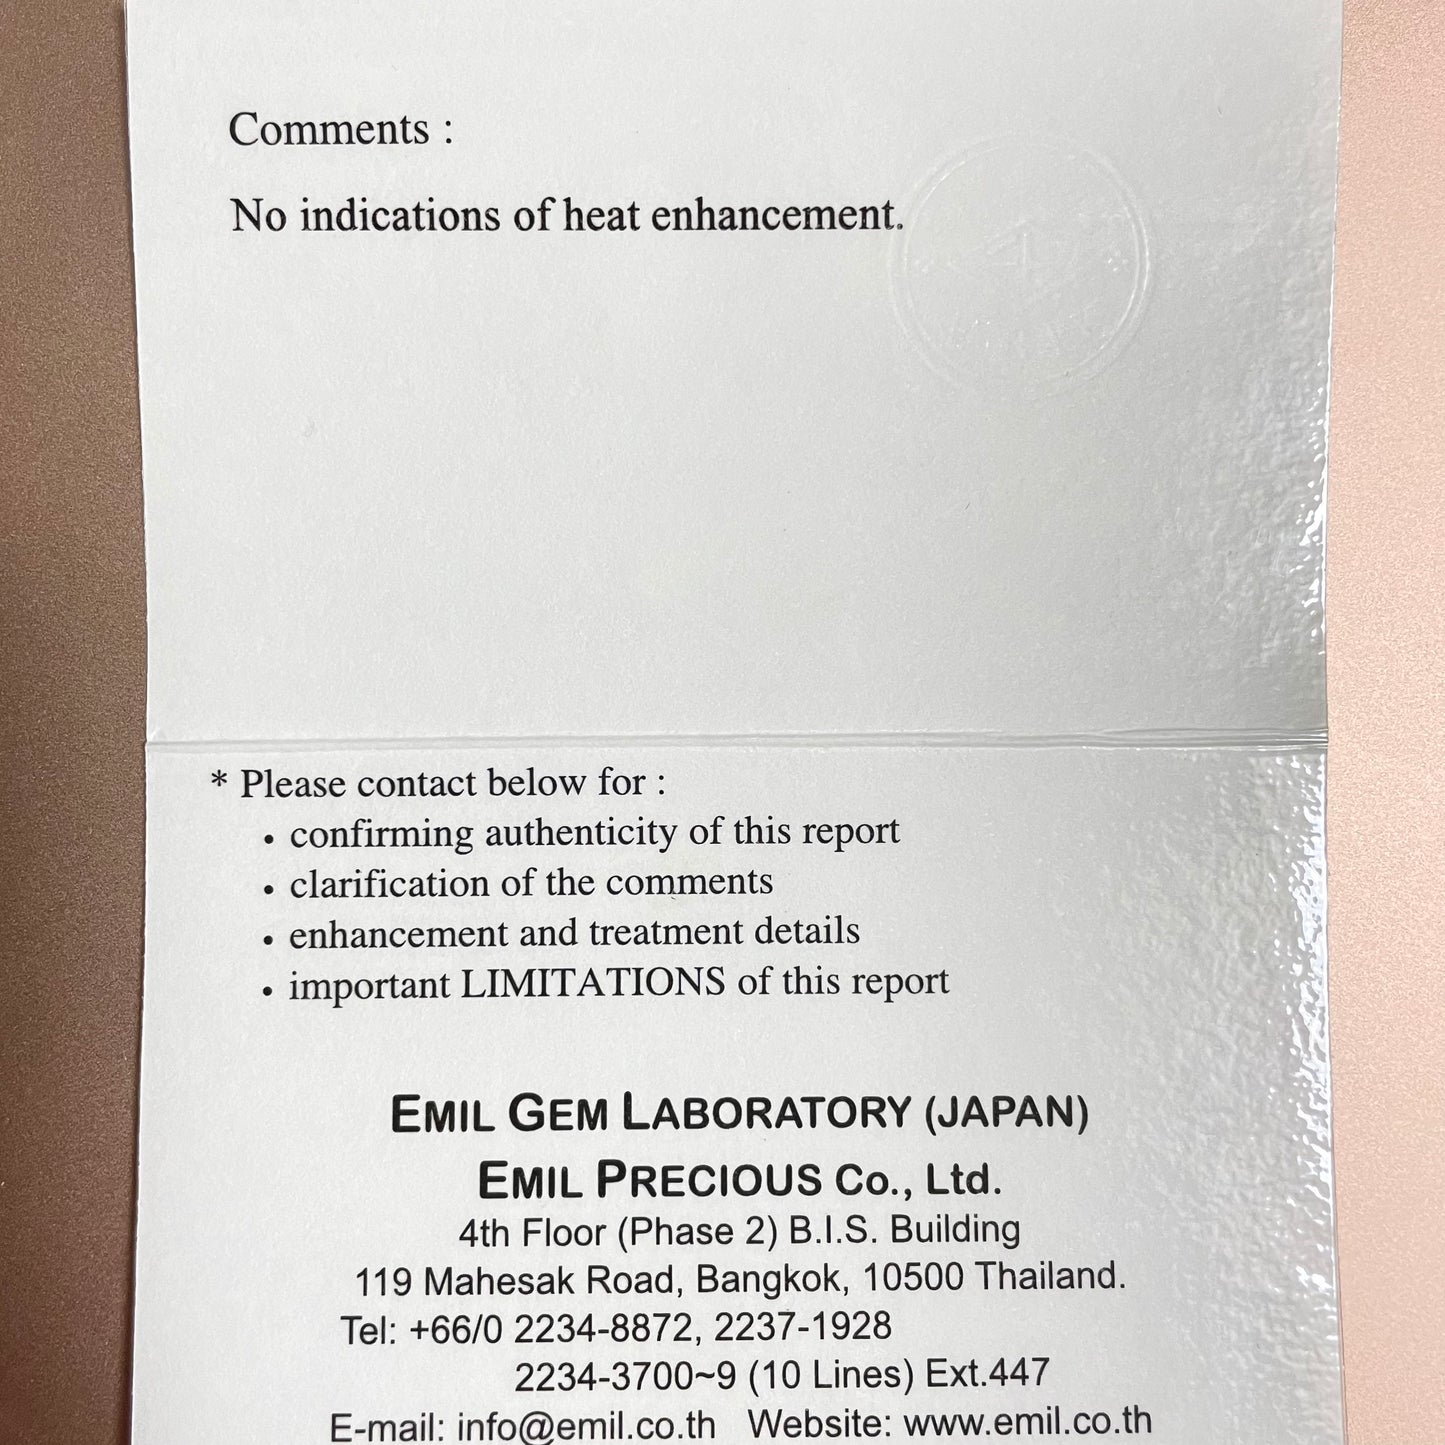 Comments :
No indications of heat enhancement.
* Please contact below for :
• confirming authenticity of this report
• clarification of the comments
• enhancement and treatment details
• important LIMITATIONS of this report
EMIL GEM LABORATORY (JAPAN)
EMIL PRECIOUS Co., Ltd.
4th Floor (Phase 2) B.I.S. Building
119 Mahesak Road, Bangkok, 10500 Thailand.
Tel: +66/0 2234-8872, 2237-1928
2234-3700~9 (10 Lines) Ext.447
E-mail: info@emil.co.th Website: www.emil.co.th